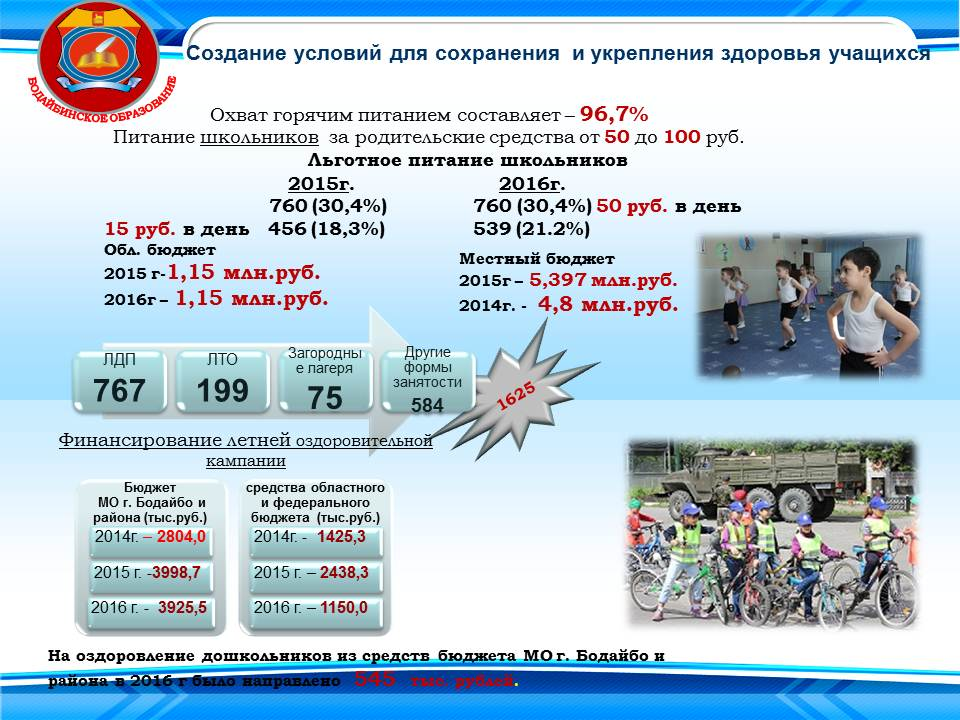 Создание условий для сохранения и укрепления здоровья учащихся
БОДАЙБИНСКОЕ ОБРАЗОВАНИЕ
Охват горячим питанием составляет – 96,7%
Питание школьников за родительские средства от 50 до 100 руб.
Льготное питание школьников
2015г. 2016г.
760 (30,4%) 760 (30,4%) 50 руб. в день
15 руб. в день 456 (18,3%) 539 (21.2%)
Обл. бюджет
2015 г-1,15 млн.руб.
2016г – 1,15 млн.руб.
Местный бюджет
2015г – 5,397 млн.руб.
2014г. - 4,8 млн.руб.
ЛДП
767
ЛТО
199
Загородны
е лагеря
75
Другие
формы
занятости
584
1625
Финансирование летней оздоровительной
кампании
Бюджет
МО г. Бодайбо и
района (тыс.руб.)
2014г. – 2804,0
2015 г. -3998,7
2016 г. - 3925,5
средства областного
и федерального
бюджета (тыс.руб.)
2014г. - 1425,3
2015 г. – 2438,3
2016 г. – 1150,0
На оздоровление дошкольников из средств бюджета МО г. Бодайбо и
района в 2016 г было направлено 545 тыс. рублей.